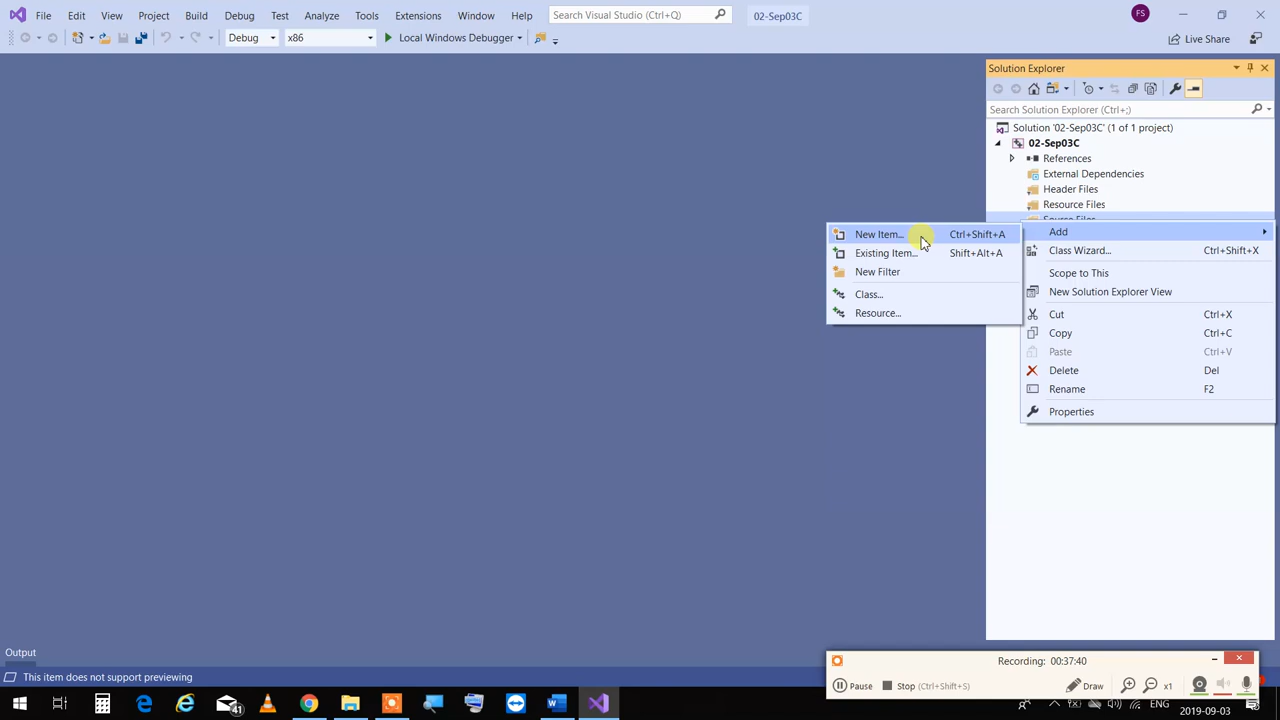 File Edit View Project Build Debug Test Analyze Tools Extensions Window Help Search Visual Studio (Ctrl+Q) 02-Sep03C FS
Debug x86 Local Windows Debugger Live Share
Solution Explorer
Search Solution Explorer (Ctrl+;)
Solution '02-Sep03C' (1 of 1 project)
02-Sep03C
References
External Dependencies
Header Files
Resource Files
Source Files
New Item... Ctrl+Shift+A
Existing Item... Shift+Alt+A
New Filter
Class...
Resource...
Add
Class Wizard... Ctrl+Shift+X
Scope to This
New Solution Explorer View
Cut Ctrl+X
Copy Ctrl+C
Paste Ctrl+V
Delete Del
Rename F2
Properties
Output
This item does not support previewing
Recording: 00:37:40
Pause Stop (Ctrl+Shift+S) Draw x1
41 ENG
2019-09-03